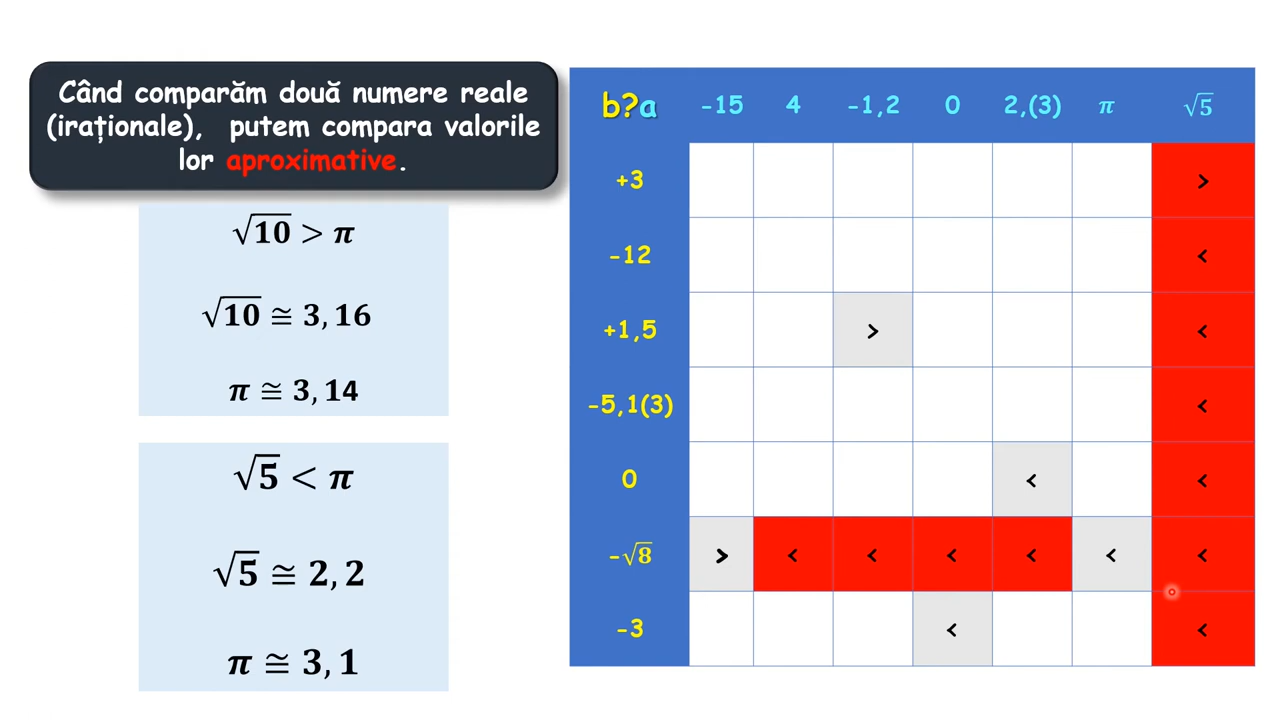 Când comparăm două numere reale
(iraționale), putem compara valorile
lor aproximative.
√10 > π
√10 ≅ 3,16
π ≅ 3,14
√5 < π
√5 ≅ 2,2
π ≅ 3,1
b?a -15 4 -1,2 0 2,(3) π √5
+3 >
-12 <
+1,5 > <
-5,1(3) <
0 < <
-√8 > < < < < < <
-3 < <